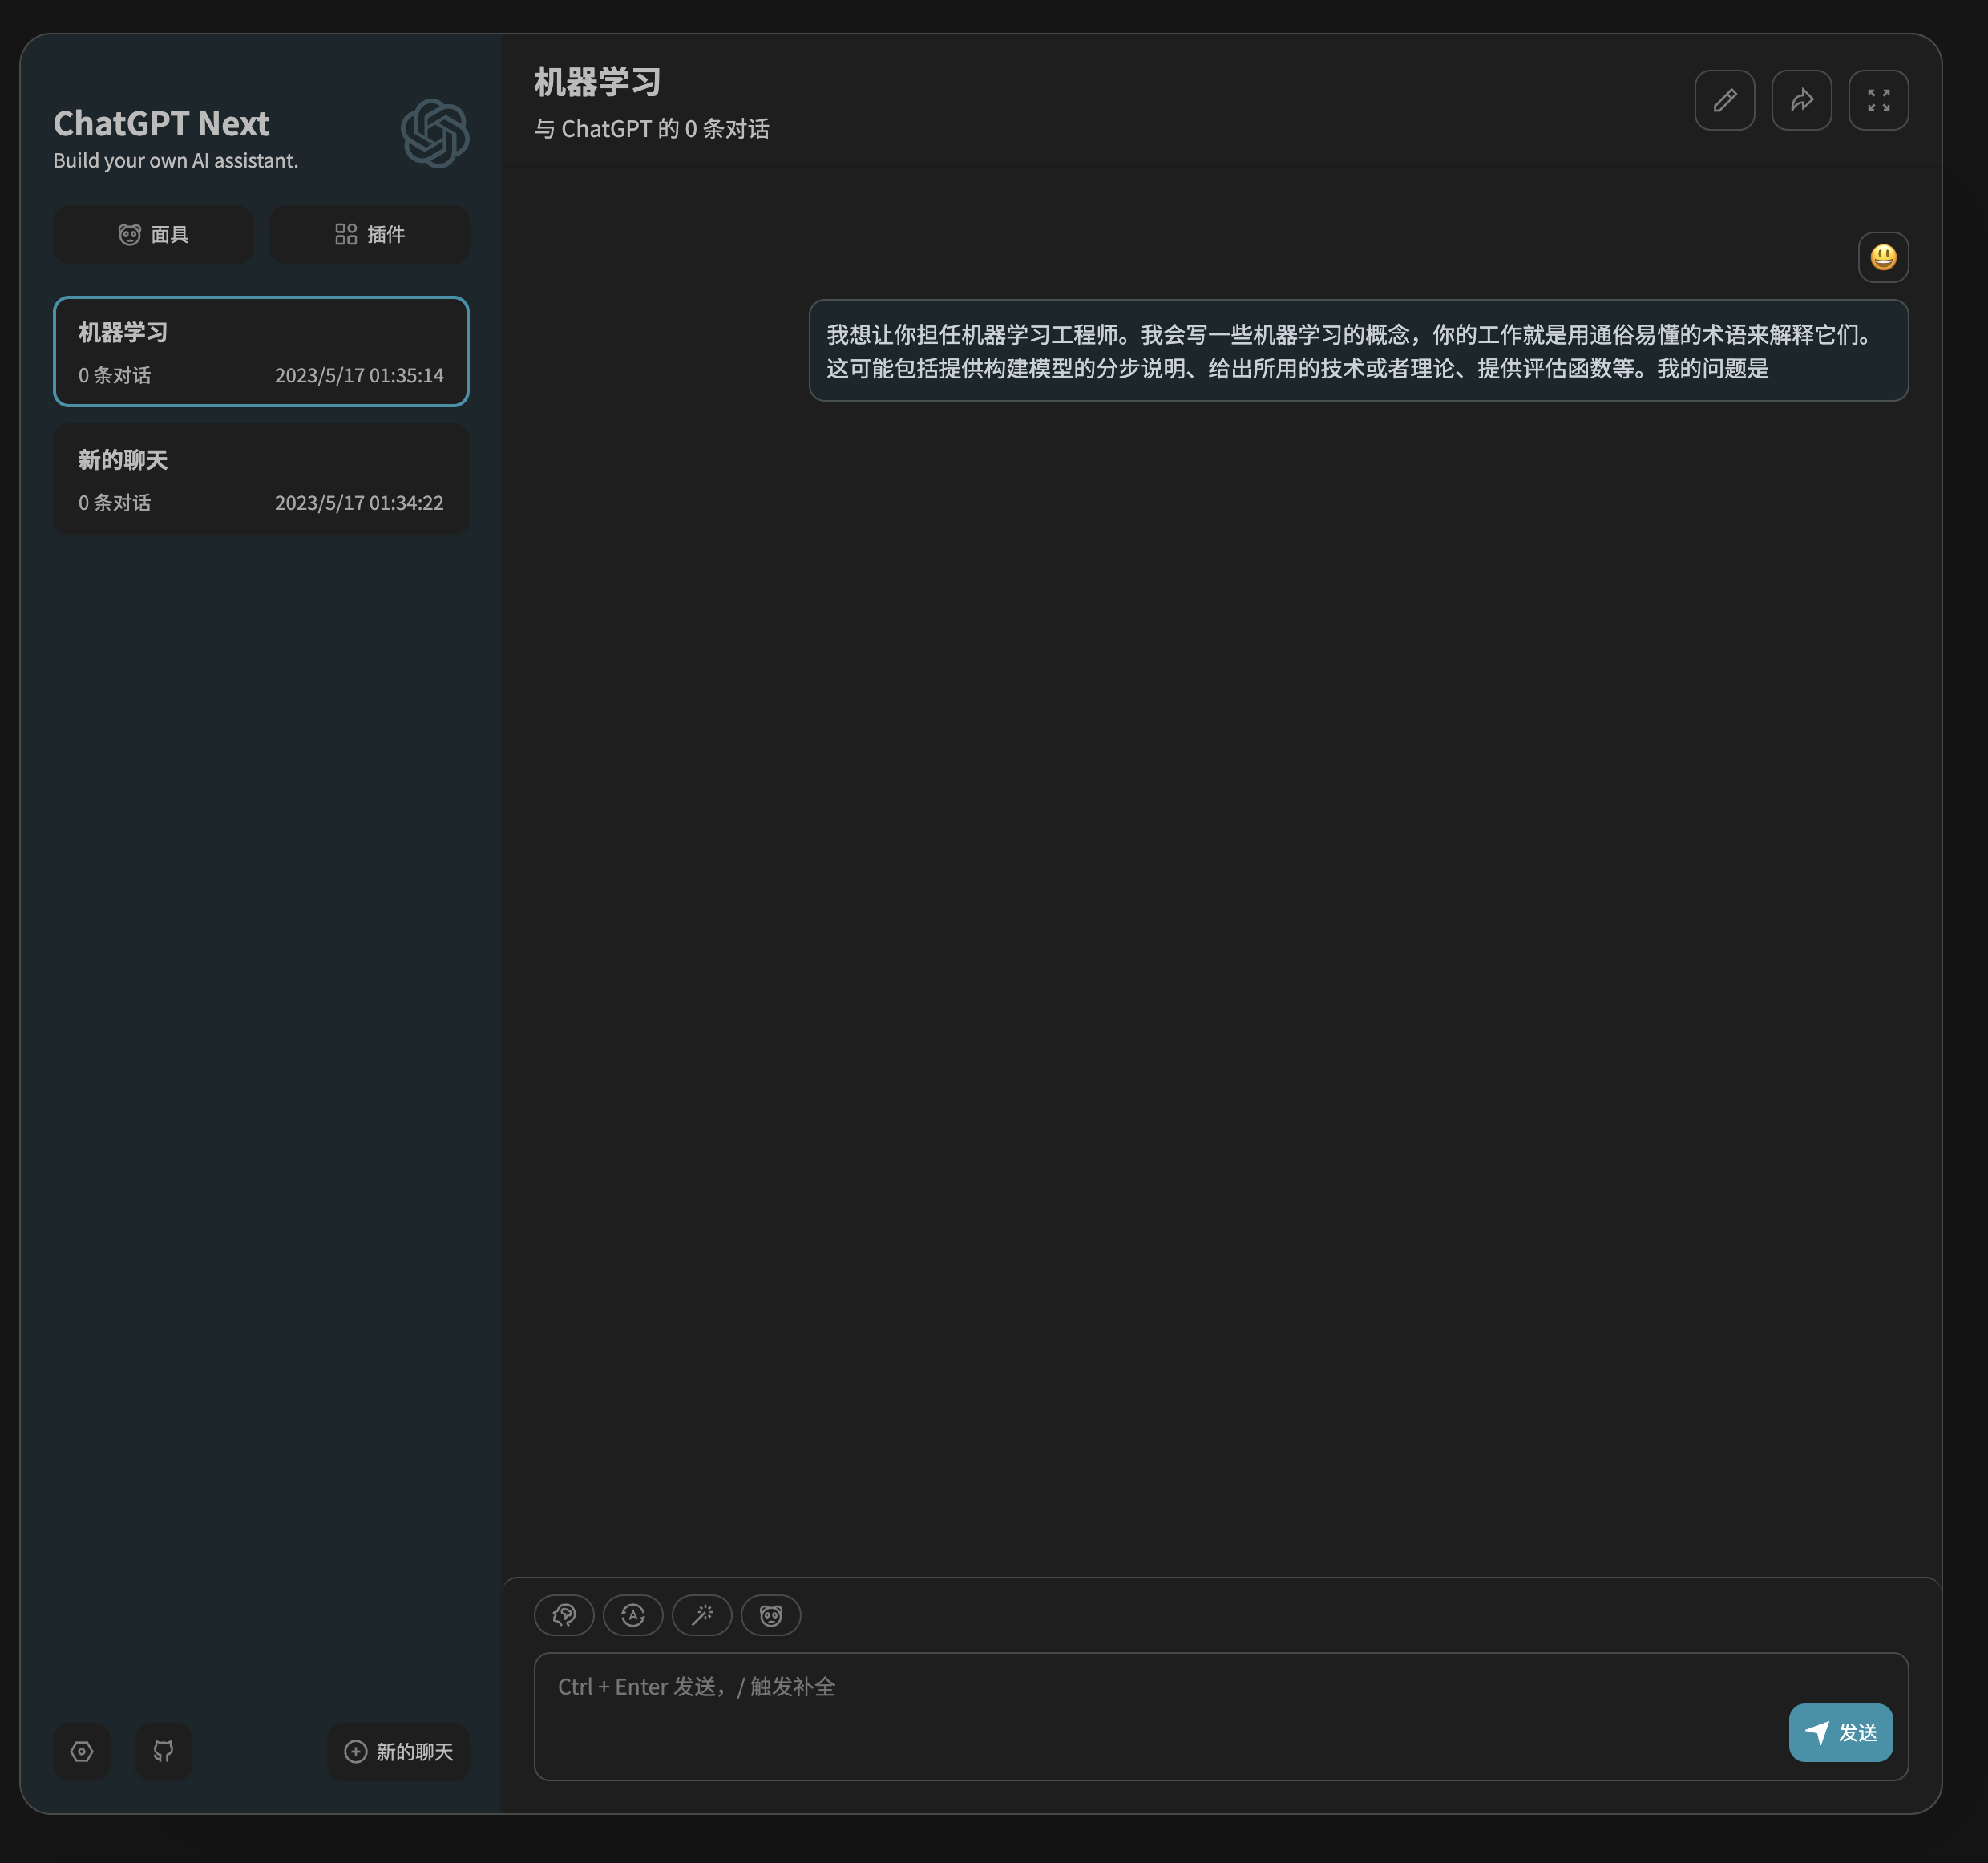 ChatGPT Next
Build your own AI assistant.
面具
插件
机器学习
0 条对话
2023/5/17 01:35:14
新的聊天
0 条对话
2023/5/17 01:34:22
新的聊天
机器学习
与 ChatGPT 的 0 条对话
我想让你担任机器学习工程师。我会写一些机器学习的概念，你的工作就是用通俗易懂的术语来解释它们。
这可能包括提供构建模型的分步说明、给出所用的技术或者理论、提供评估函数等。我的问题是
Ctrl + Enter 发送，/ 触发补全
发送